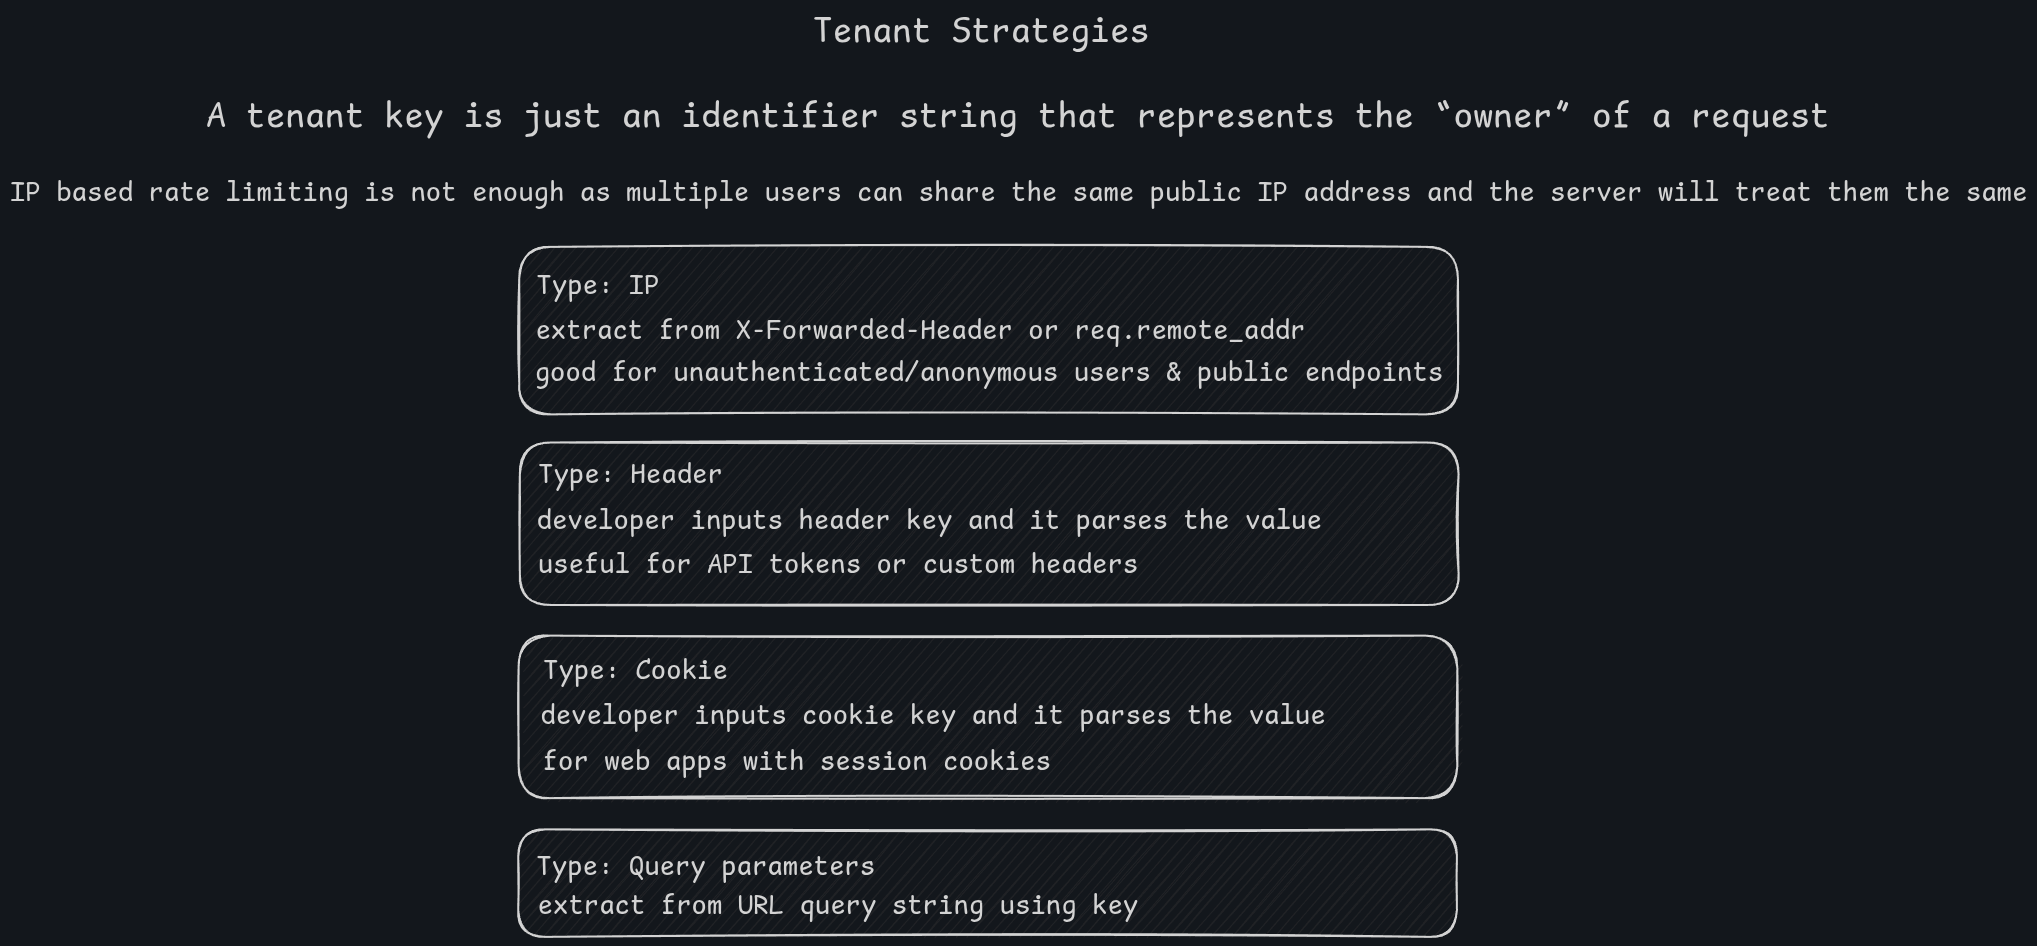 Tenant Strategies
A tenant key is just an identifier string that represents the “owner” of a request
IP based rate limiting is not enough as multiple users can share the same public IP address and the server will treat them the same
Type: IP
extract from X-Forwarded-Header or req.remote_addr
good for unauthenticated/anonymous users & public endpoints
Type: Header
developer inputs header key and it parses the value
useful for API tokens or custom headers
Type: Cookie
developer inputs cookie key and it parses the value
for web apps with session cookies
Type: Query parameters
extract from URL query string using key